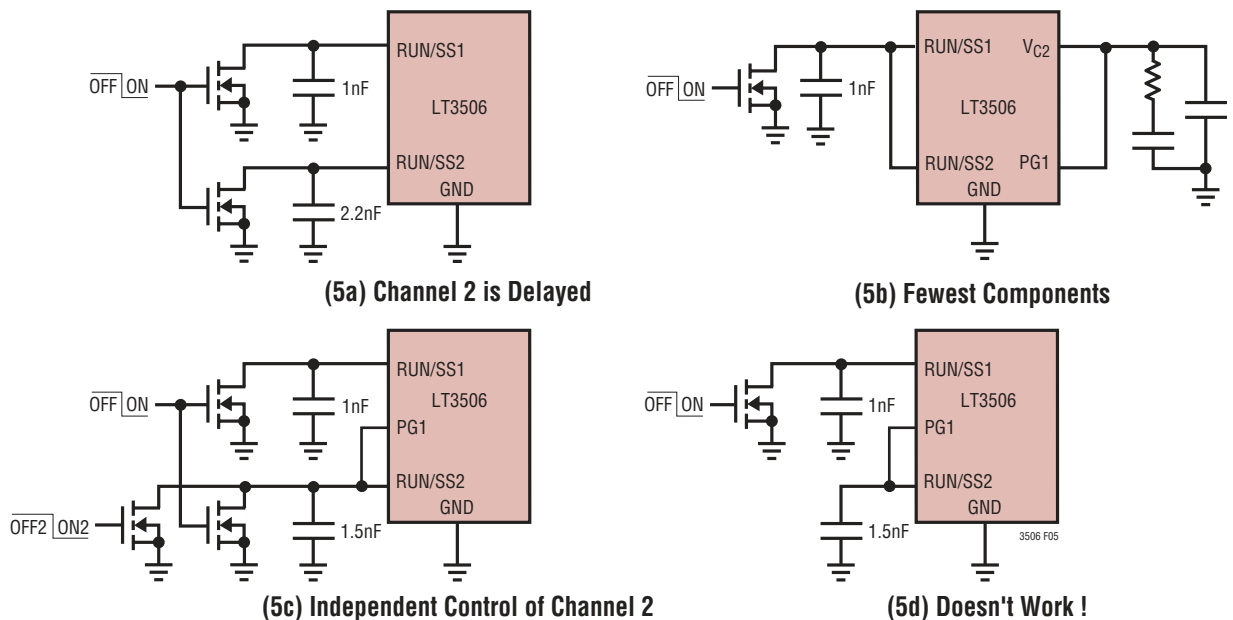 OFF ON
RUN/SS1
1nF
LT3506
RUN/SS2
GND
2.2nF
(5a) Channel 2 is Delayed
OFF ON
RUN/SS1
VC2
1nF
LT3506
RUN/SS2
PG1
GND
(5b) Fewest Components
OFF ON
RUN/SS1
1nF
LT3506
PG1
RUN/SS2
OFF2 ON2
GND
1.5nF
(5c) Independent Control of Channel 2
OFF ON
RUN/SS1
1nF
LT3506
PG1
RUN/SS2
GND
1.5nF
3506 F05
(5d) Doesn't Work !